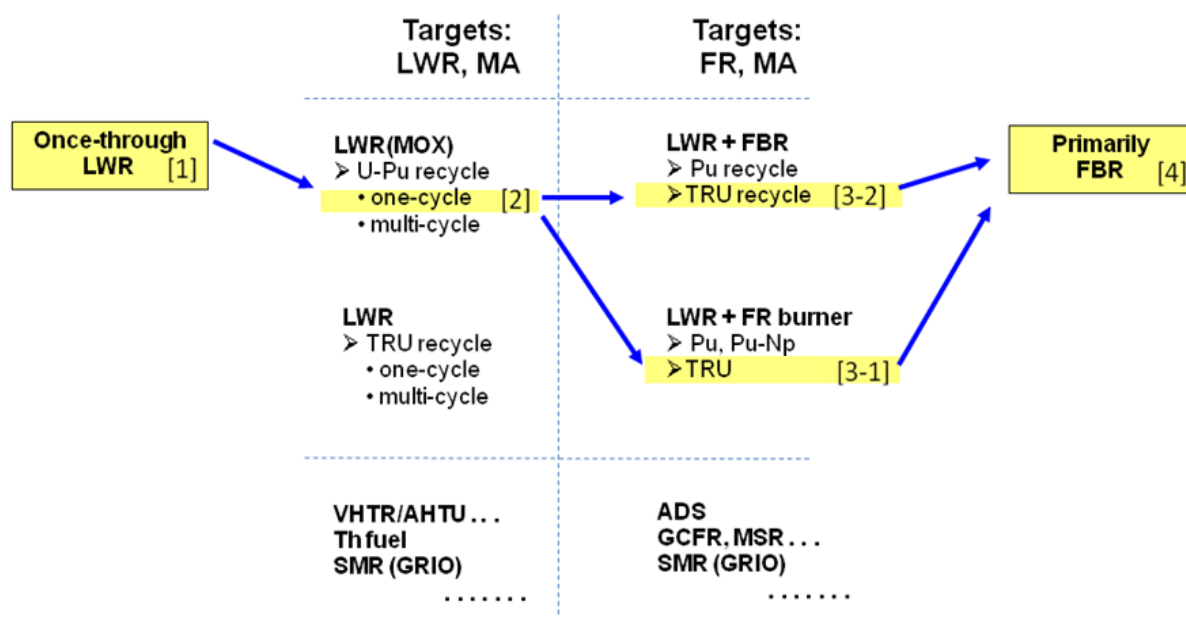 Targets:
LWR, MA
Targets:
FR, MA
Once-through
LWR [1]
LWR(MOX)
➢ U-Pu recycle
• one-cycle [2]
• multi-cycle
LWR
➢ TRU recycle
• one-cycle
• multi-cycle
LWR + FBR
➢ Pu recycle
➢TRU recycle [3-2]
LWR + FR burner
➢ Pu, Pu-Np
➢TRU [3-1]
Primarily
FBR [4]
VHTR/AHTU . . .
Th fuel
SMR (GRIO)
. . . . . . .
ADS
GCFR, MSR . . .
SMR (GRIO)
. . . . . . .